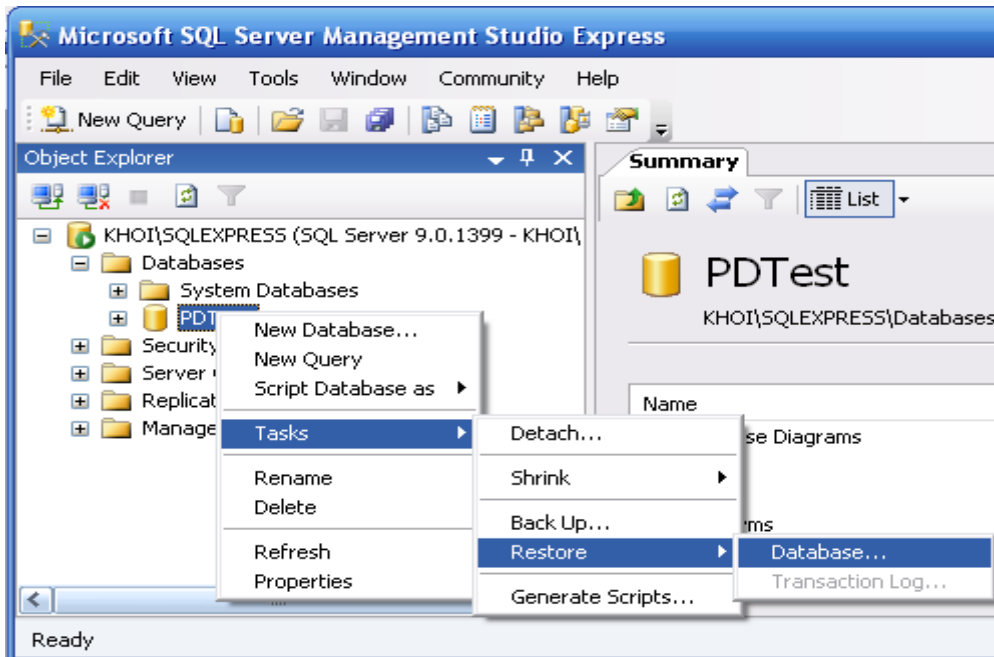 Microsoft SQL Server Management Studio Express
File Edit View Tools Window Community Help
New Query
Object Explorer
Summary
List
KHOI\SQLEXPRESS (SQL Server 9.0.1399 - KHOI\
Databases
System Databases
PDT
Security
Server
Replicat
Manage
PDTest
KHOI\SQLEXPRESS\Databases
Name
se Diagrams
ms
New Database...
New Query
Script Database as
Tasks
Rename
Delete
Refresh
Properties
Detach...
Shrink
Back Up...
Restore
Generate Scripts...
Database...
Transaction Log...
Ready